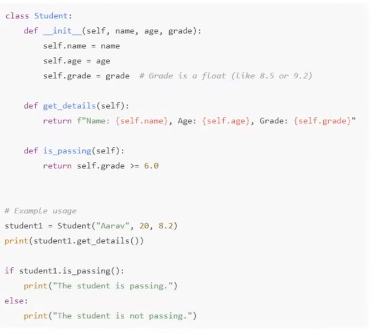 class Student:
    def __init__(self, name, age, grade):
        self.name = name
        self.age = age
        self.grade = grade  # Grade is a float (like 8.5 or 9.2)

    def get_details(self):
        return f"Name: {self.name}, Age: {self.age}, Grade: {self.grade}"

    def is_passing(self):
        return self.grade >= 6.0

# Example usage
student1 = Student("Aarav", 20, 8.2)
print(student1.get_details())

if student1.is_passing():
    print("The student is passing.")
else:
    print("The student is not passing.")